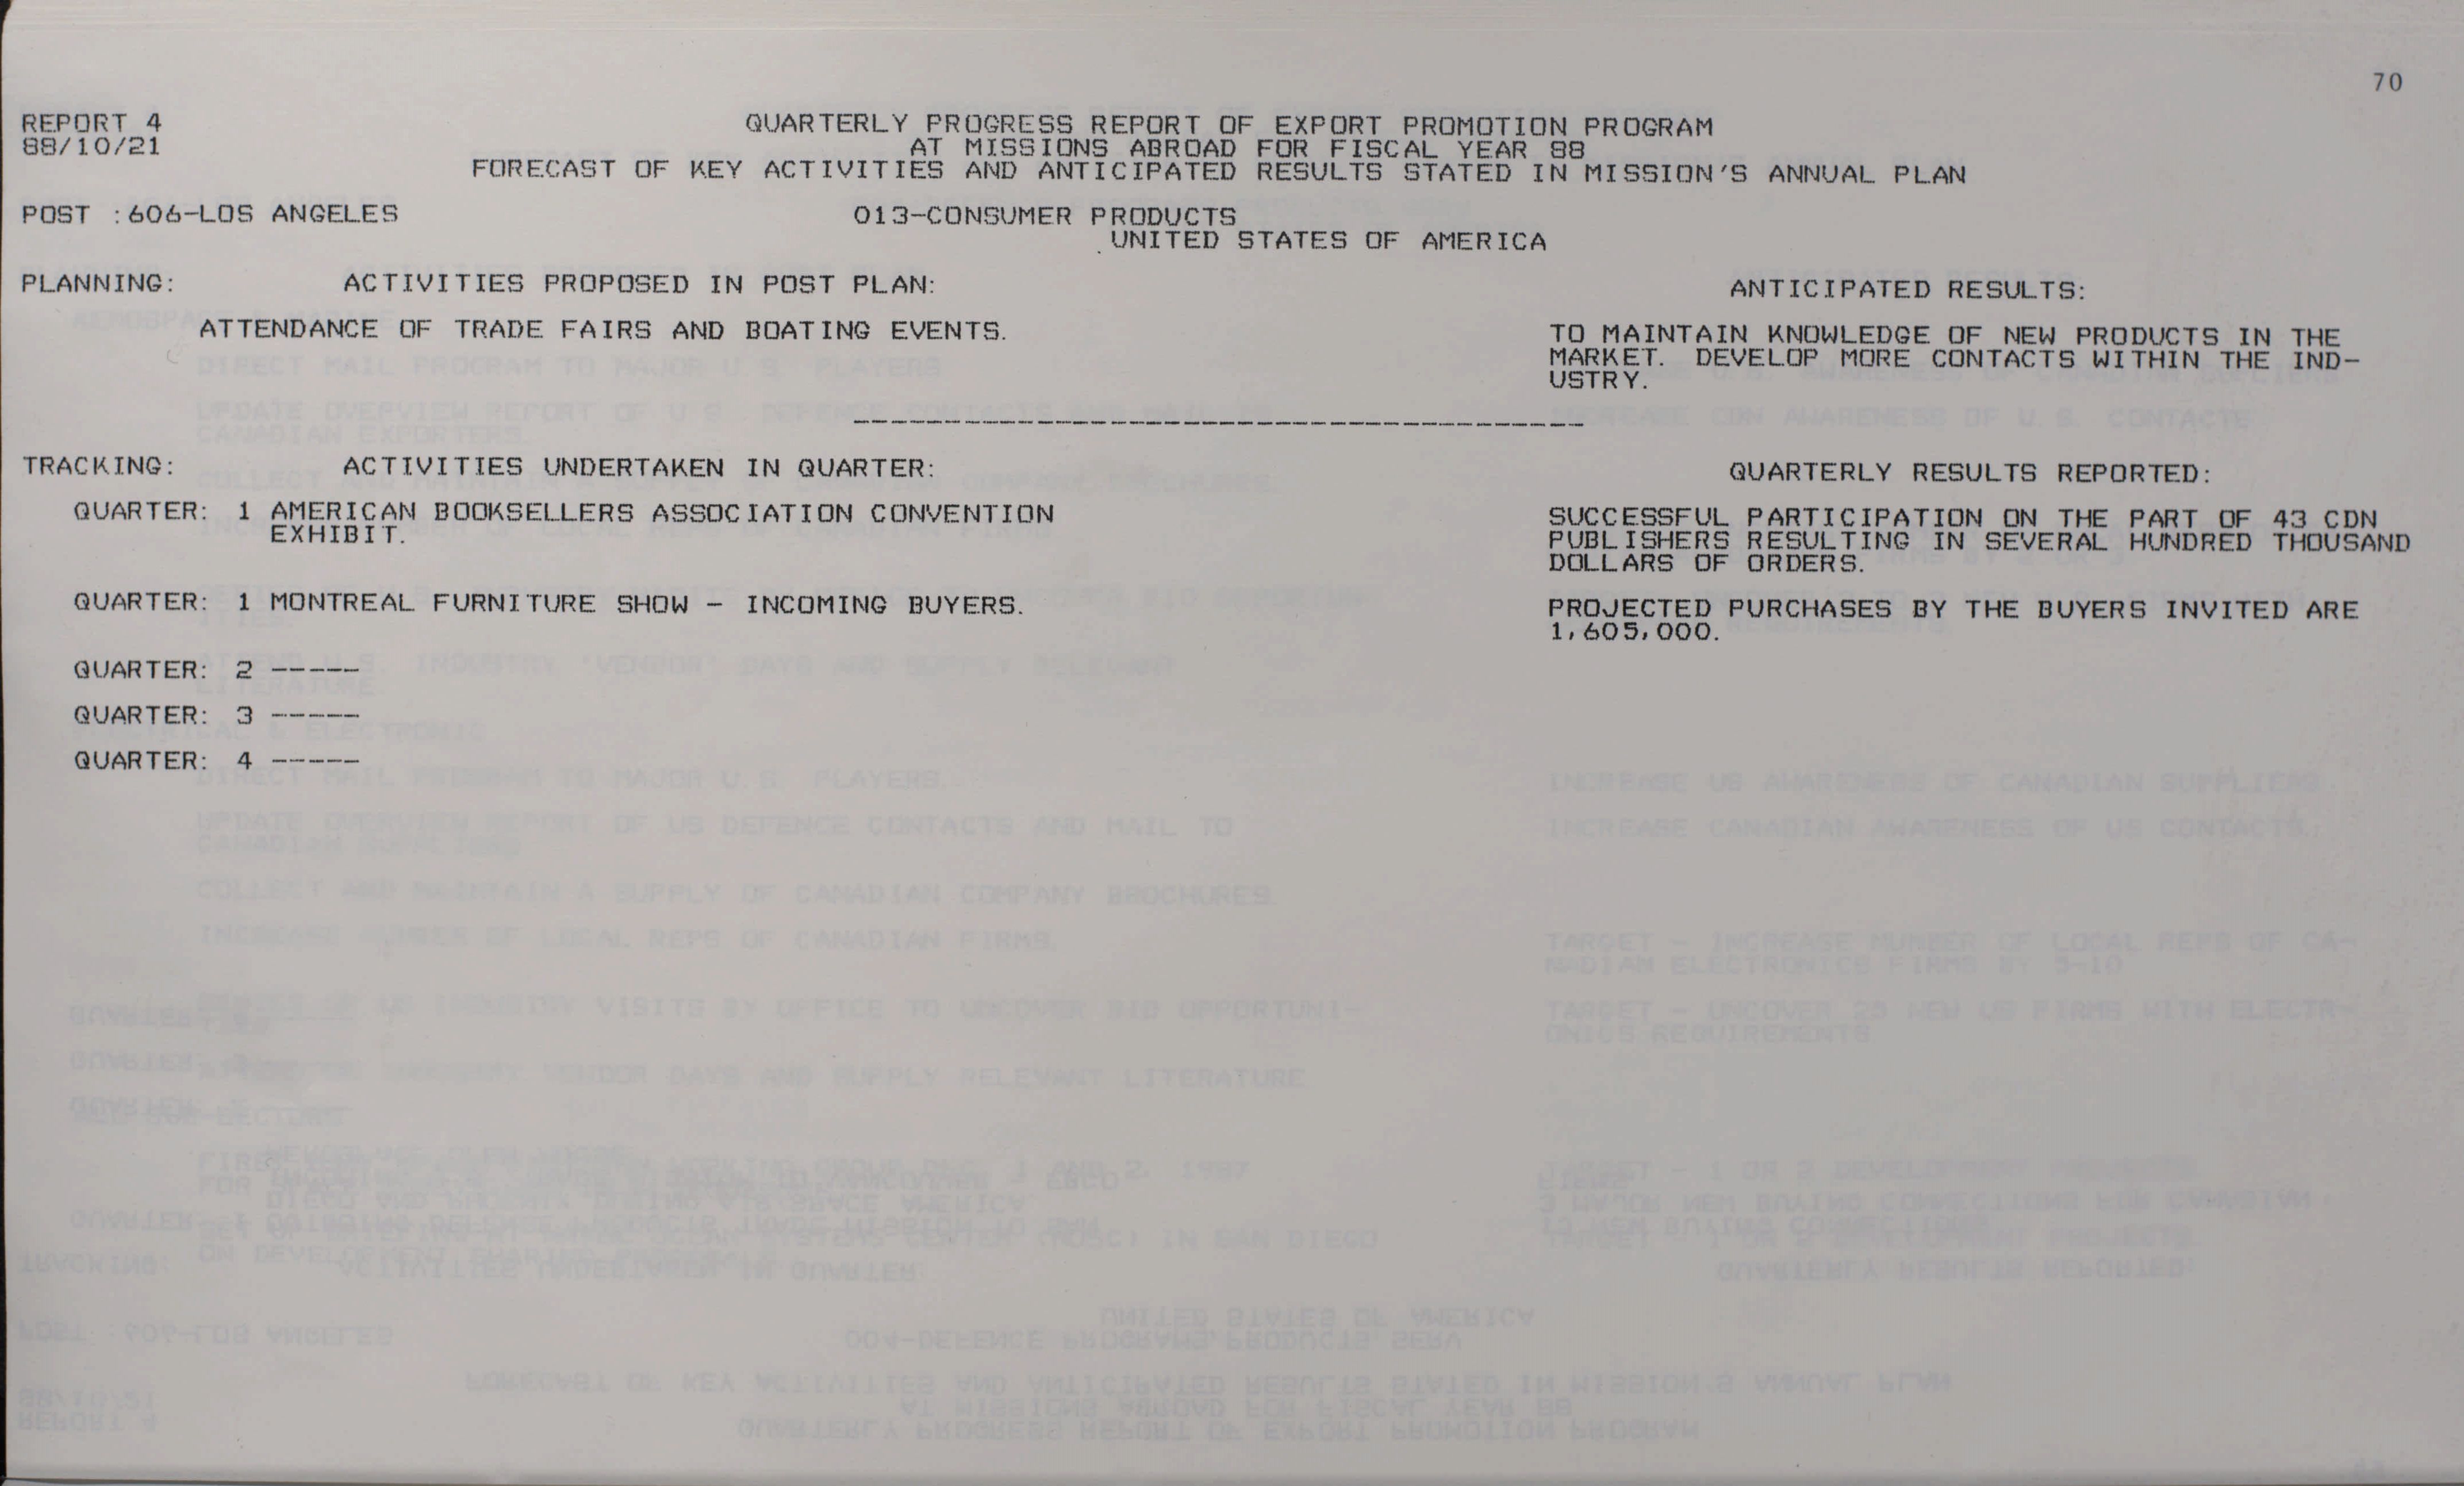 70
REPORT 4
88/10/21
QUARTERLY PROGRESS REPORT OF EXPORT PROMOTION PROGRAM
AT MISSIONS ABROAD FOR FISCAL YEAR 88
FORECAST OF KEY ACTIVITIES AND ANTICIPATED RESULTS STATED IN MISSION'S ANNUAL PLAN
POST :606-LOS ANGELES
013-CONSUMER PRODUCTS
UNITED STATES OF AMERICA
PLANNING:
ACTIVITIES PROPOSED IN POST PLAN:
ANTICIPATED RESULTS:
ATTENDANCE OF TRADE FAIRS AND BOATING EVENTS.
TO MAINTAIN KNOWLEDGE OF NEW PRODUCTS IN THE
MARKET. DEVELOP MORE CONTACTS WITHIN THE IND-
USTRY.
----------------------------------------
TRACKING:
ACTIVITIES UNDERTAKEN IN QUARTER:
QUARTERLY RESULTS REPORTED:
QUARTER: 1 AMERICAN BOOKSELLERS ASSOCIATION CONVENTION
EXHIBIT.
SUCCESSFUL PARTICIPATION ON THE PART OF 43 CDN
PUBLISHERS RESULTING IN SEVERAL HUNDRED THOUSAND
DOLLARS OF ORDERS.
QUARTER: 1 MONTREAL FURNITURE SHOW - INCOMING BUYERS.
PROJECTED PURCHASES BY THE BUYERS INVITED ARE
1,605,000.
QUARTER: 2 -----
QUARTER: 3 -----
QUARTER: 4 -----